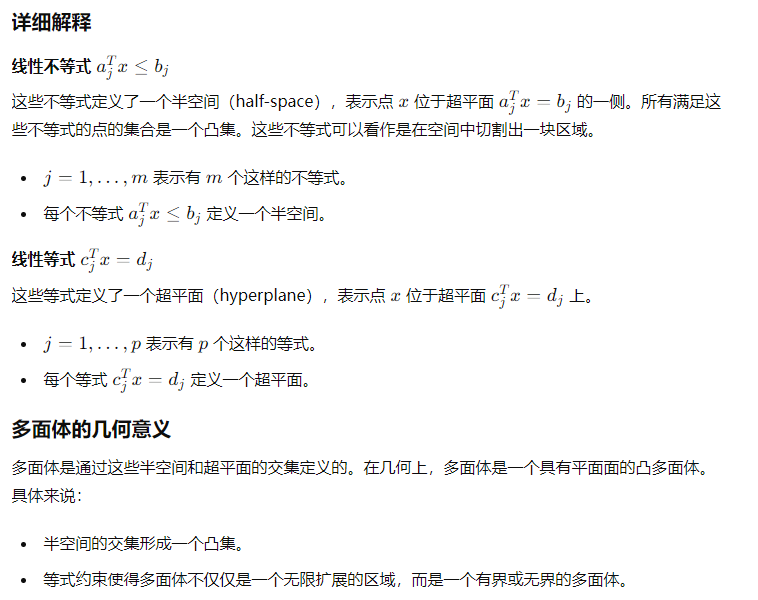 详细解释
线性不等式 $a_j^T x \leq b_j$
这些不等式定义了一个半空间（half-space），表示点 $x$ 位于超平面 $a_j^T x = b_j$ 的一侧。所有满足这
些不等式的点的集合是一个凸集。这些不等式可以看作是在空间中切割出一块区域。
• $j = 1, \ldots, m$ 表示有 $m$ 个这样的不等式。
• 每个不等式 $a_j^T x \leq b_j$ 定义一个半空间。
线性等式 $c_j^T x = d_j$
这些等式定义了一个超平面（hyperplane），表示点 $x$ 位于超平面 $c_j^T x = d_j$ 上。
• $j = 1, \ldots, p$ 表示有 $p$ 个这样的等式。
• 每个等式 $c_j^T x = d_j$ 定义一个超平面。
多面体的几何意义
多面体是通过这些半空间和超平面的交集定义的。在几何上，多面体是一个具有平面面的凸多面体。
具体来说：
• 半空间的交集形成一个凸集。
• 等式约束使得多面体不仅仅是一个无限扩展的区域，而是一个有界或无界的多面体。